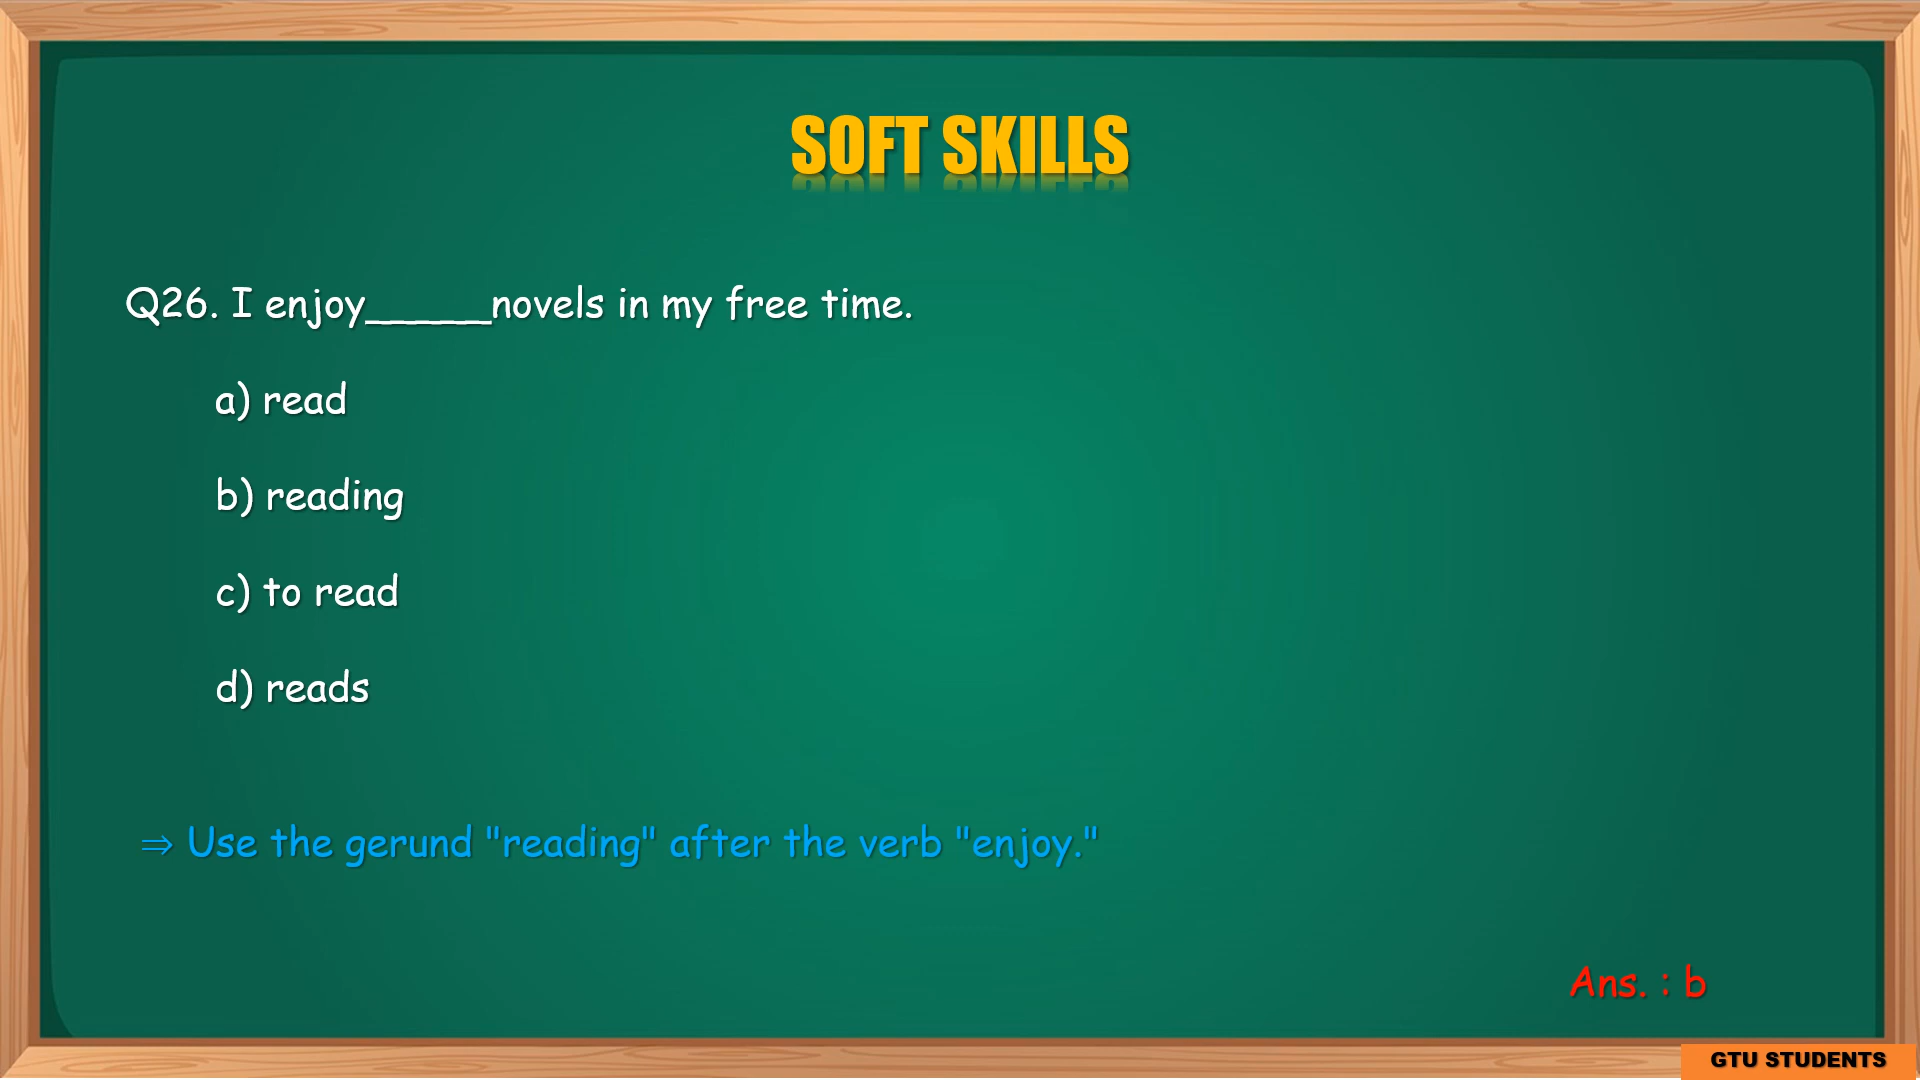 SOFT SKILLS
Q26. I enjoy_____novels in my free time.
a) read
b) reading
c) to read
d) reads
⇒ Use the gerund "reading" after the verb "enjoy."
Ans. : b
GTU STUDENTS